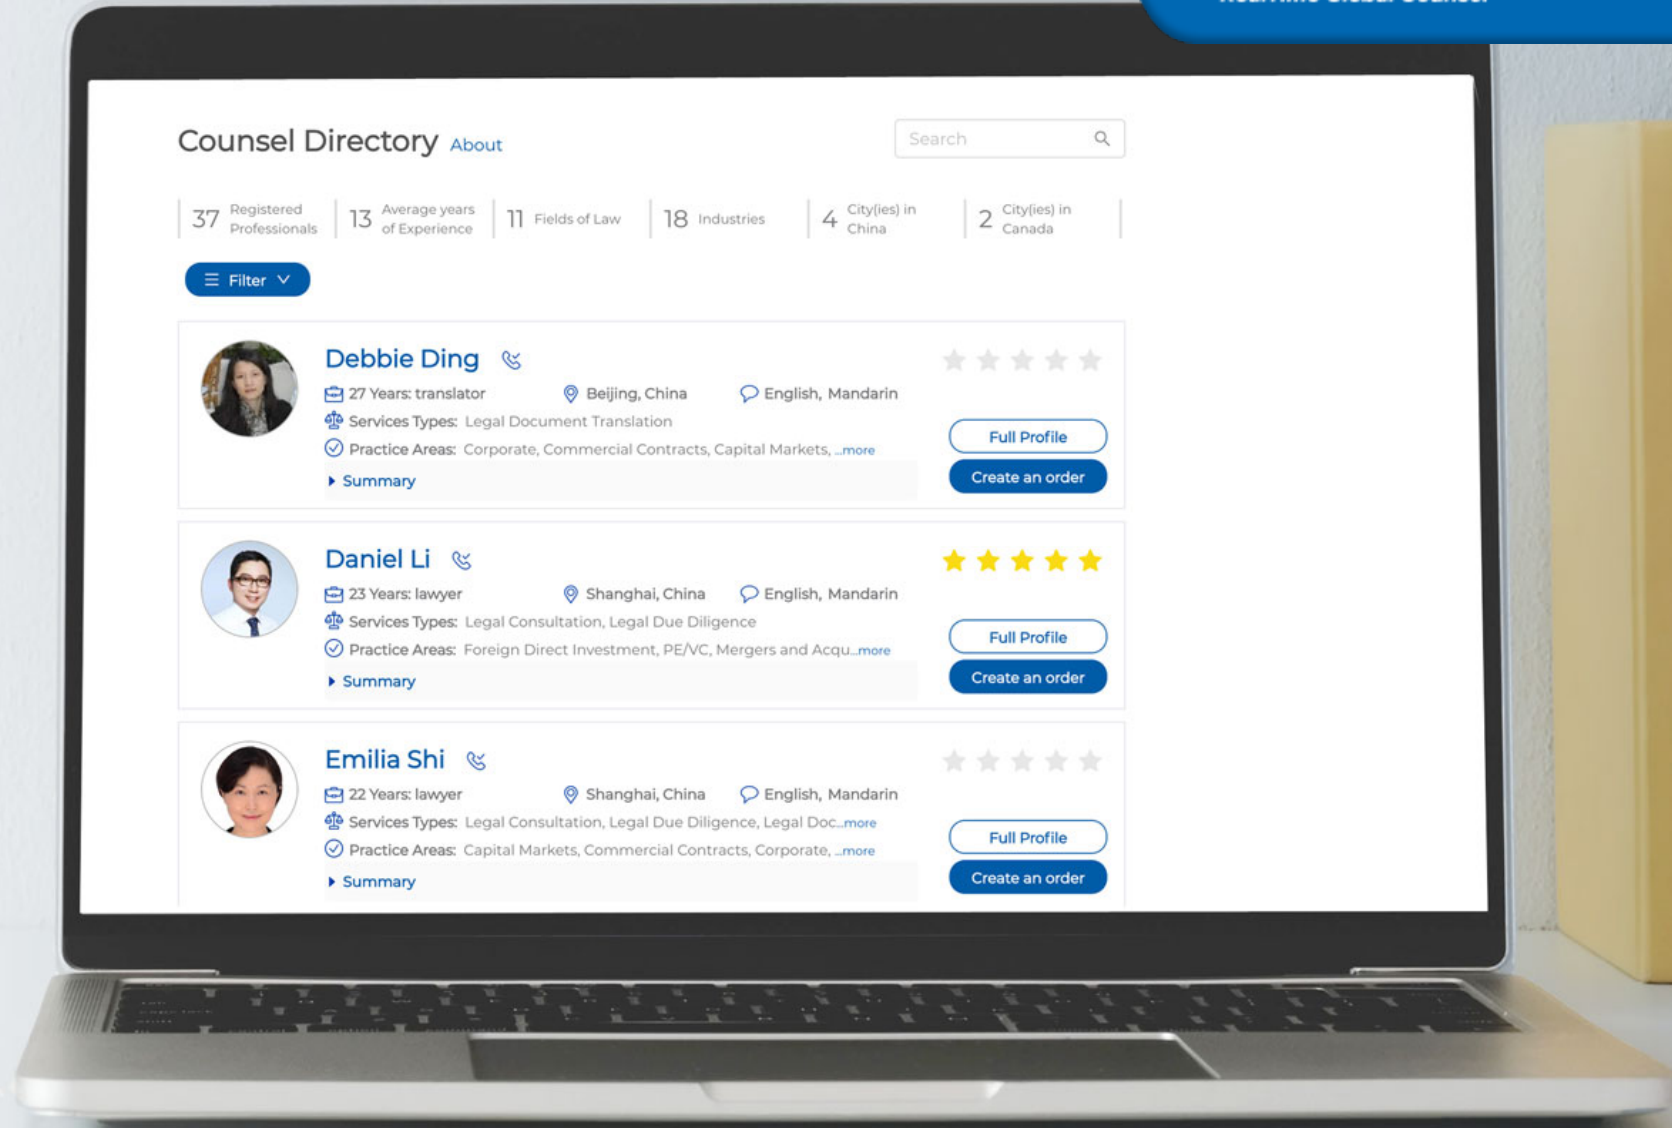 Global Counsel
Counsel Directory About
Search
37 Registered Professionals
13 Average years of Experience
11 Fields of Law
18 Industries
4 City(ies) in China
2 City(ies) in Canada
Filter
Debbie Ding
27 Years: translator Beijing, China English, Mandarin
Services Types: Legal Document Translation
Practice Areas: Corporate, Commercial Contracts, Capital Markets, ...more
Summary
Full Profile
Create an order
Daniel Li
23 Years: lawyer Shanghai, China English, Mandarin
Services Types: Legal Consultation, Legal Due Diligence
Practice Areas: Foreign Direct Investment, PE/VC, Mergers and Acqu...more
Summary
Full Profile
Create an order
Emilia Shi
22 Years: lawyer Shanghai, China English, Mandarin
Services Types: Legal Consultation, Legal Due Diligence, Legal Doc...more
Practice Areas: Capital Markets, Commercial Contracts, Corporate, ...more
Summary
Full Profile
Create an order